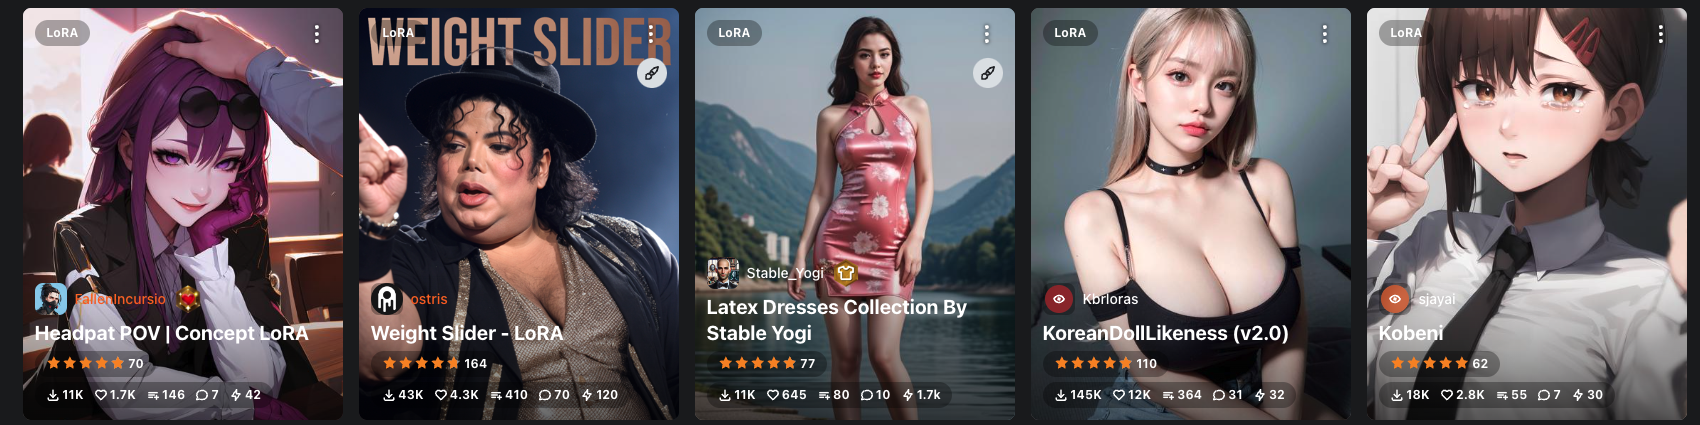 LoRA
FallenIncursio
Headpat POV | Concept LoRA
70
11K 1.7K 146 7 42
WEIGHT SLIDER
LoRA
ostris
Weight Slider - LoRA
164
43K 4.3K 410 70 120
LoRA
Stable_Yogi
Latex Dresses Collection By
Stable Yogi
77
11K 645 80 10 1.7k
LoRA
Kbrloras
KoreanDollLikeness (v2.0)
110
145K 12K 364 31 32
LoRA
sjayai
Kobeni
62
18K 2.8K 55 7 30